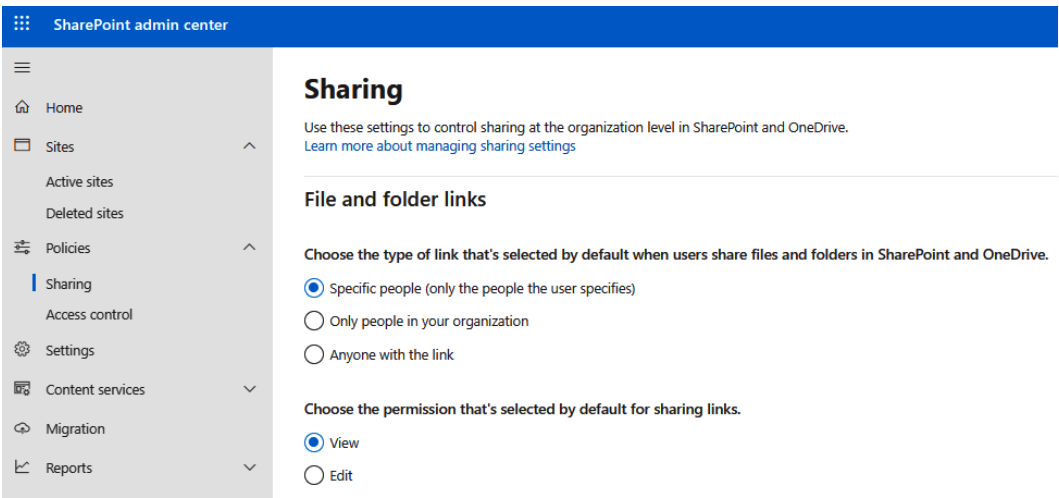 SharePoint admin center
Home
Sites
Active sites
Deleted sites
Policies
Sharing
Access control
Settings
Content services
Migration
Reports
Sharing
Use these settings to control sharing at the organization level in SharePoint and OneDrive.
Learn more about managing sharing settings
File and folder links
Choose the type of link that's selected by default when users share files and folders in SharePoint and OneDrive.
Specific people (only the people the user specifies)
Only people in your organization
Anyone with the link
Choose the permission that's selected by default for sharing links.
View
Edit